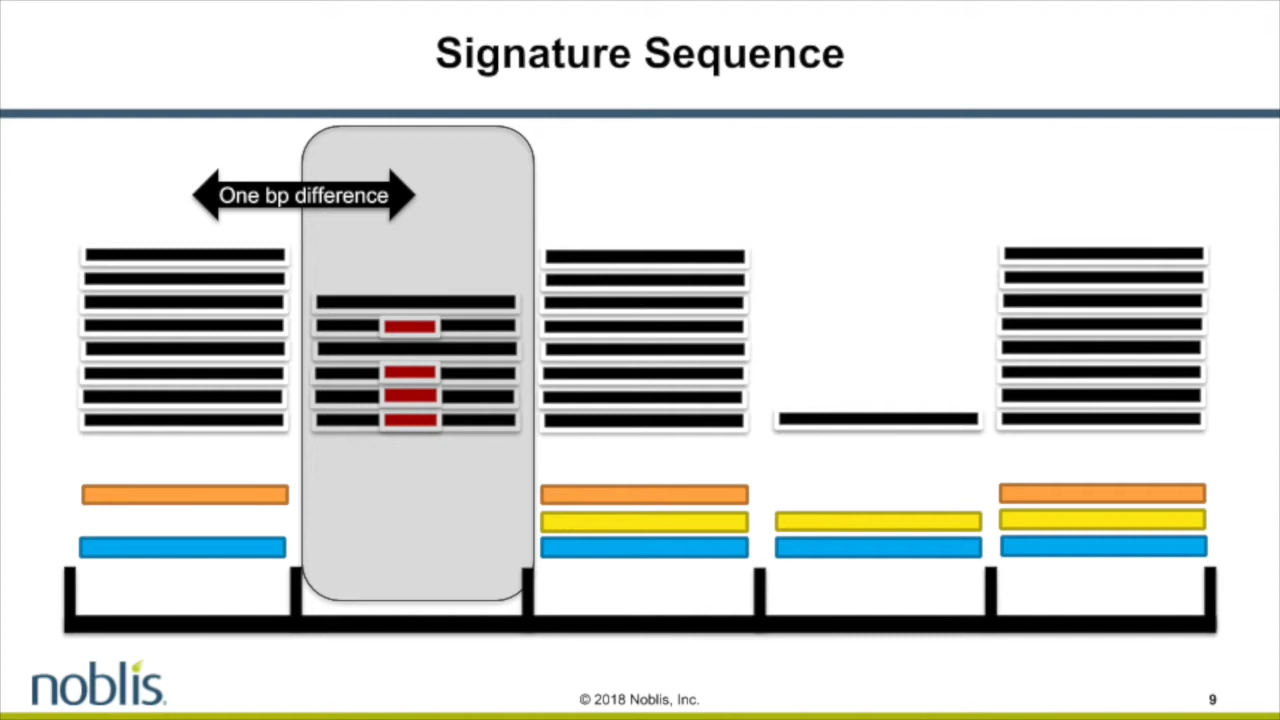 Signature Sequence
One bp difference
noblis.
© 2018 Noblis, Inc.
9